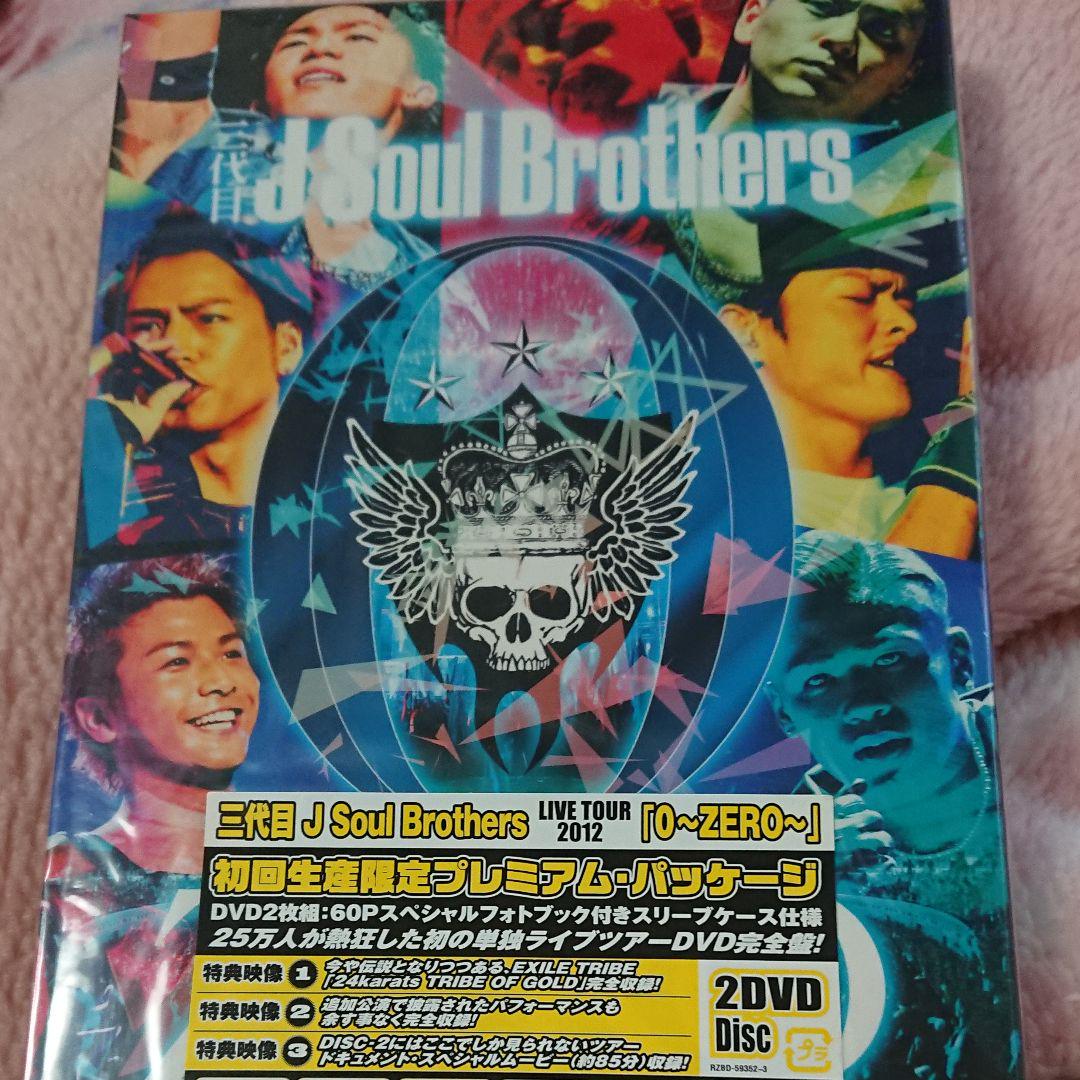 三代目
J Soul Brothers
三代目 J Soul Brothers LIVE TOUR 2012 「0~ZERO~」
初回生産限定プレミアム・パッケージ
DVD2枚組:60Pスペシャルフォトブック付きスリーブケース仕様
25万人が熱狂した初の単独ライブツアーDVD完全盤!
特典映像 1 今や伝説となりつつある、EXILE TRIBE
「24karats TRIBE OF GOLD」完全収録!
特典映像 2 追加公演で披露されたパフォーマンスも
余す事なく完全収録!
特典映像 3 DISC-2にはここでしか見られないツアー
ドキュメント・スペシャルムービー(約85分)収録!
2DVD
Disc
プラ
RZBD-59352~3